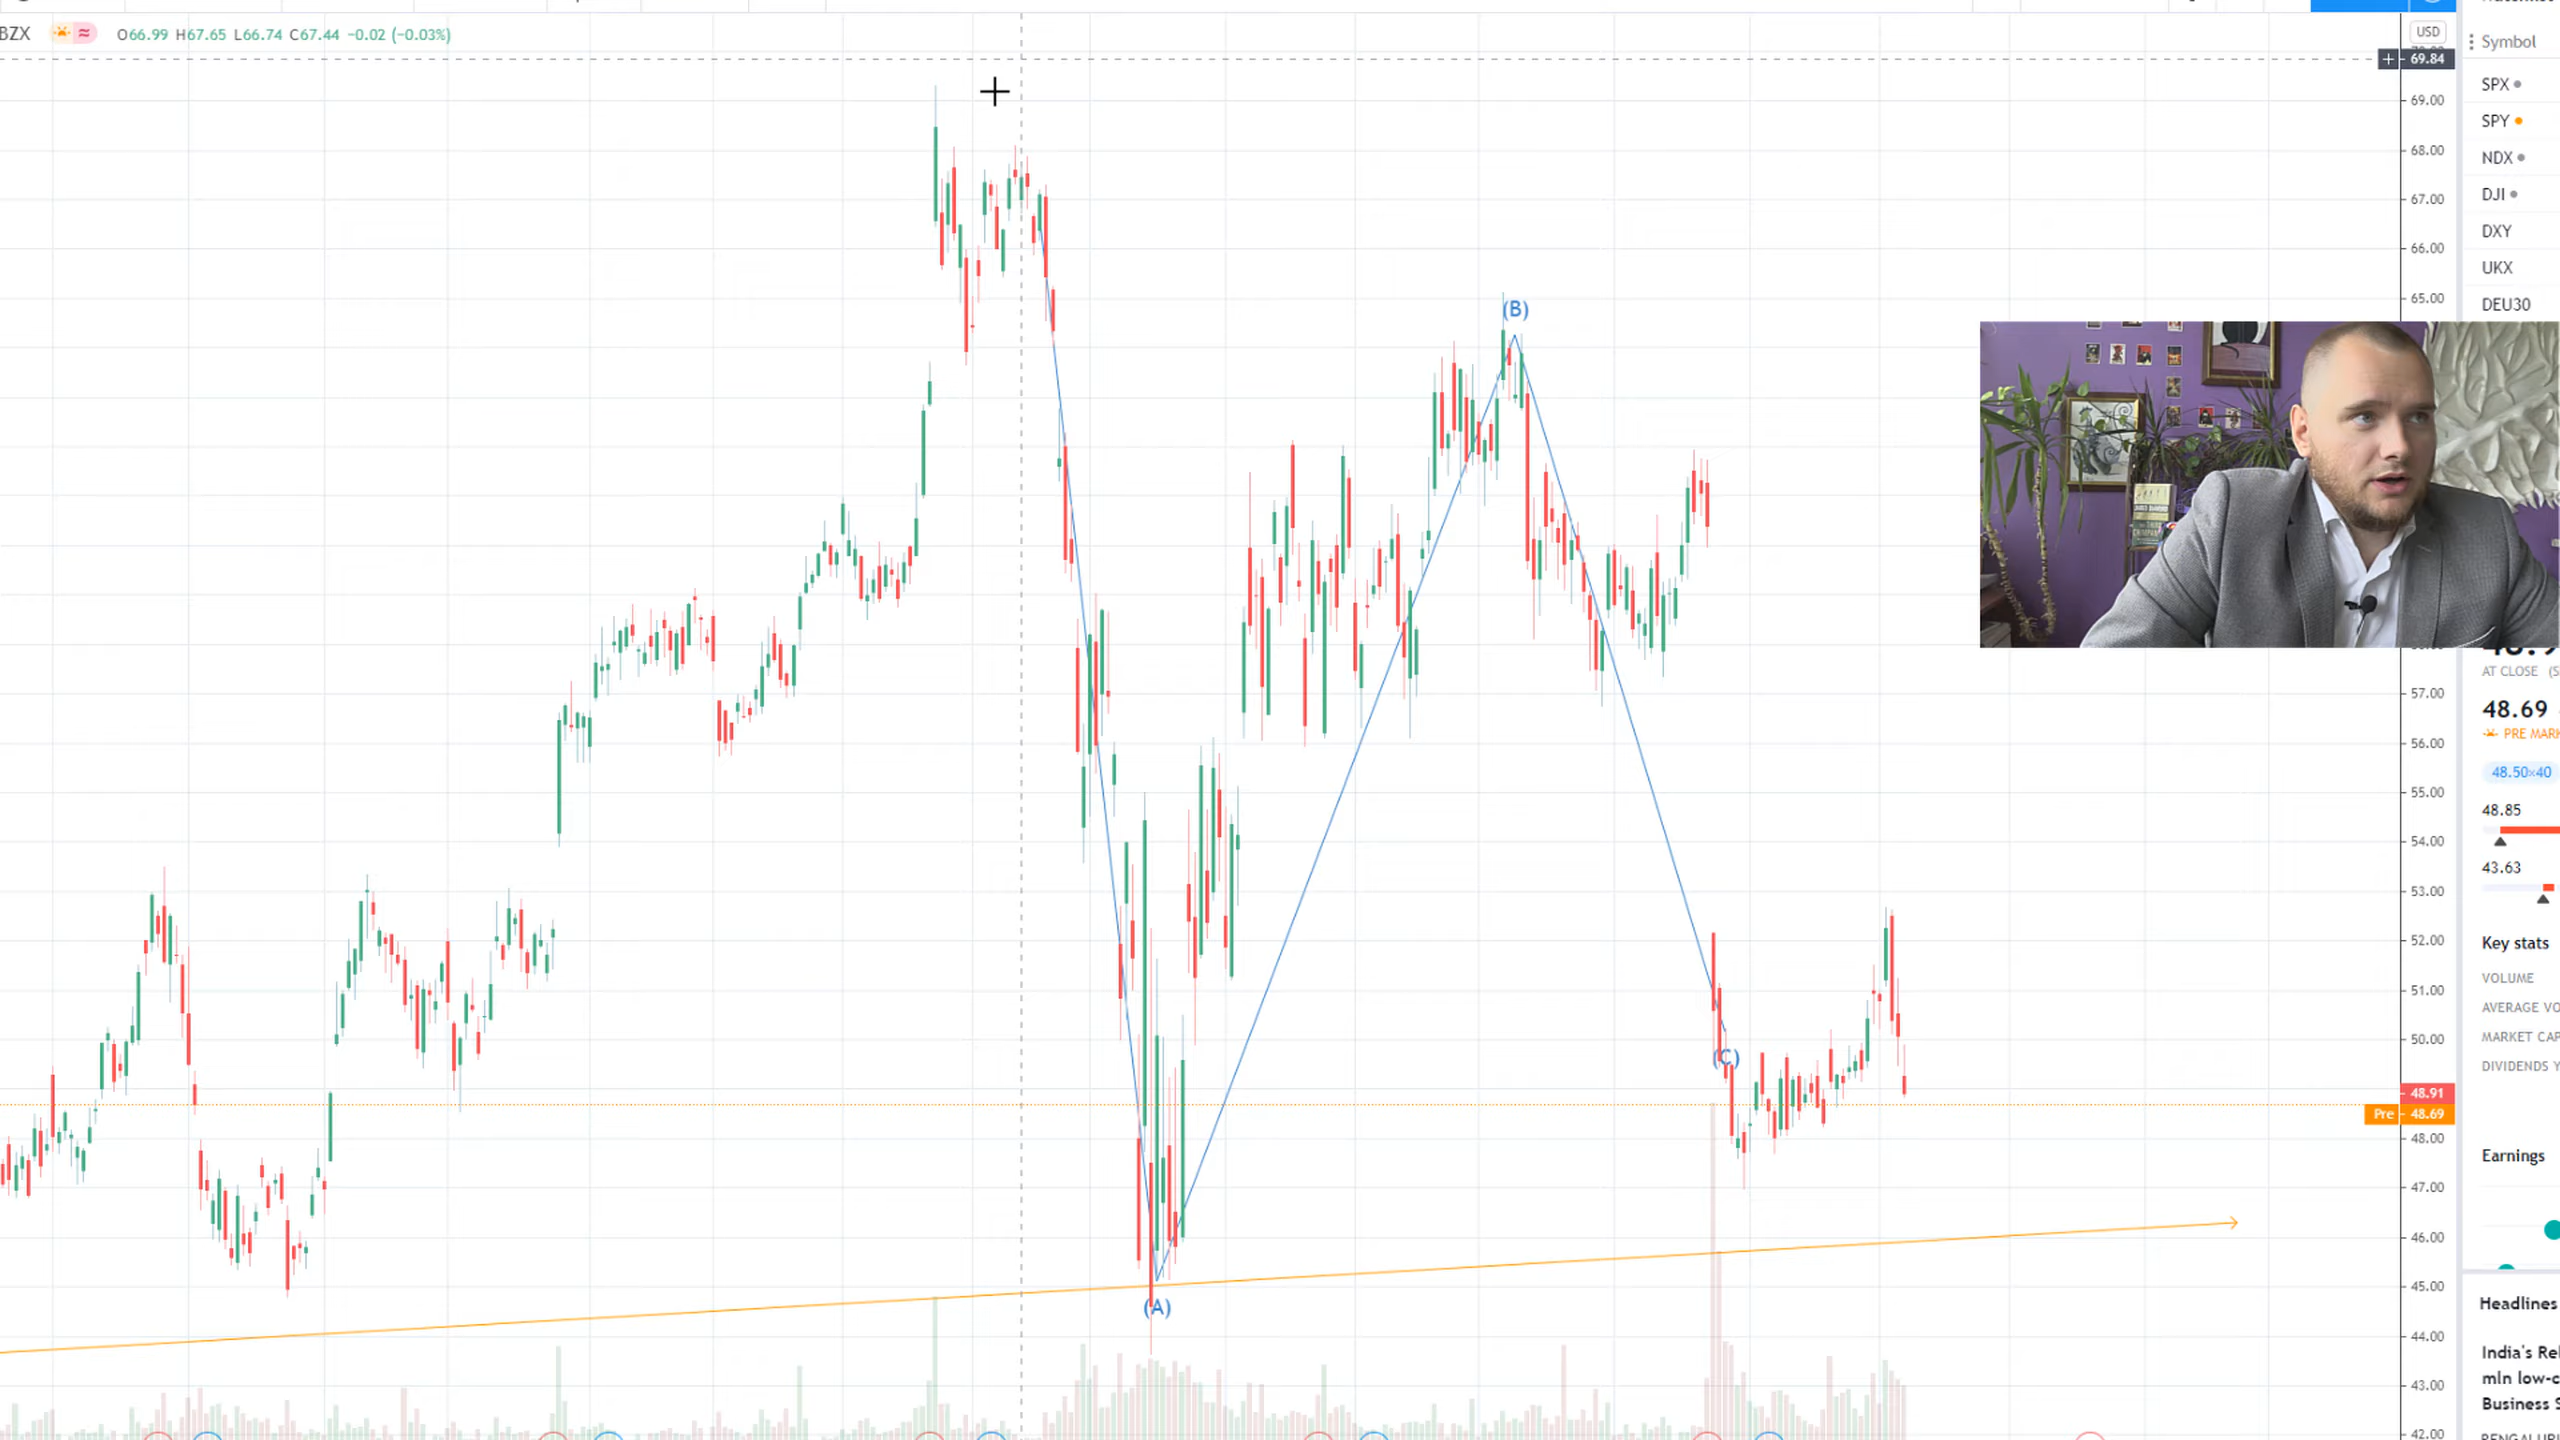 BZX O66.99 H67.65 L66.74 C67.44 −0.02 (−0.03%)
USD
Symbol
+ 69.84
69.00
68.00
67.00
66.00
65.00
57.00
56.00
55.00
54.00
53.00
52.00
51.00
50.00
48.91
Pre 48.69
48.00
47.00
46.00
45.00
44.00
43.00
42.00
(A)
(B)
(C)
SPX
SPY
NDX
DJI
DXY
UKX
DEU30
AT CLOSE (S
48.69
PRE MAR
48.50×40
48.85
43.63
Key stats
VOLUME
AVERAGE VO
MARKET CAP
DIVIDENDS Y
Earnings
Headlines
India's Rel
mln low-c
Business S